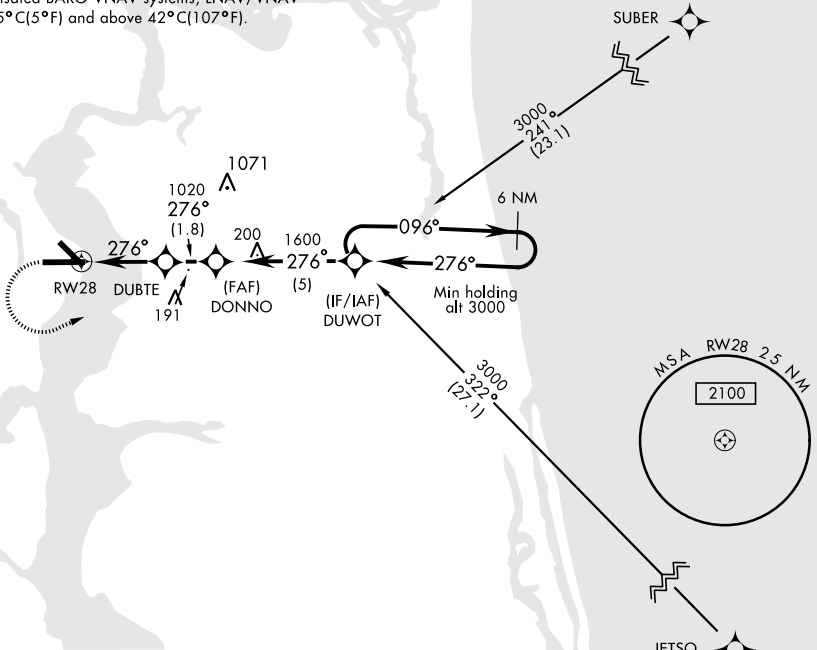 5°C(5°F) and above 42°C(107°F).
SUBER
3000
241°
(23.1)
1071
1020
276°
(1.8)
6 NM
096°
200
1600
276°
(5)
276°
276°
RW28
DUBTE
191
(FAF)
DONNO
(IF/IAF)
DUWOT
Min holding
alt 3000
3000
322°
(27.1)
MSA RW28 25 NM
2100